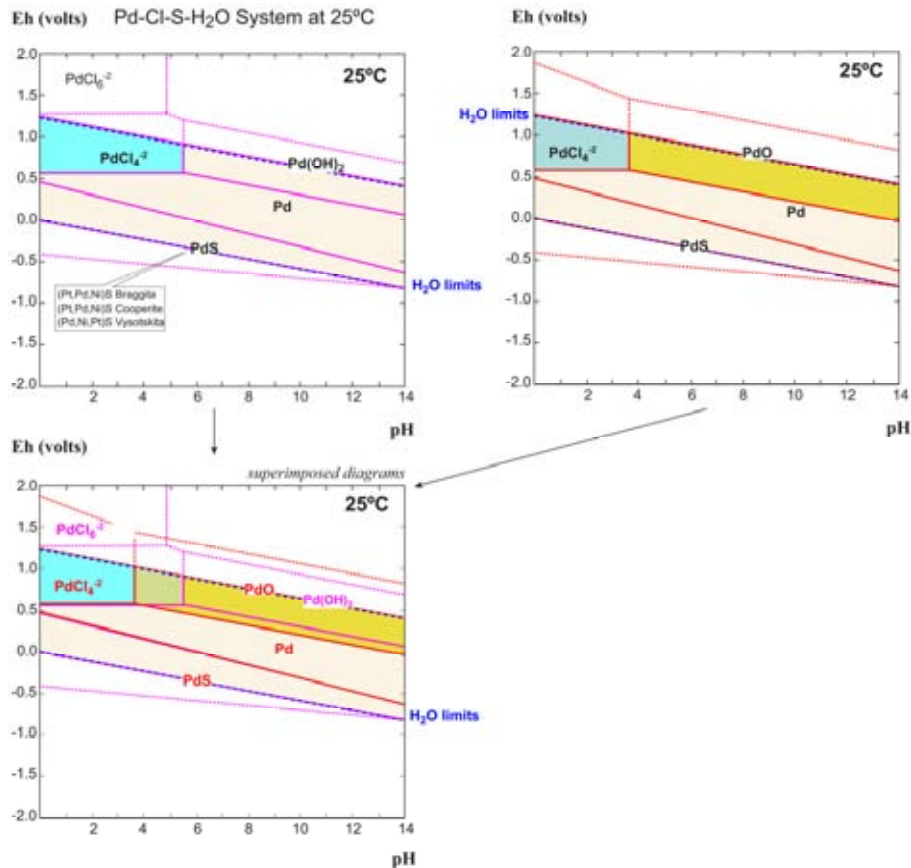 Eh (volts) Pd-Cl-S-H₂O System at 25°C
2.0
1.5
1.0
0.5
0.0
-0.5
-1.0
-1.5
-2.0
25°C
PdCl₆⁻²
PdCl₄⁻²
Pd(OH)₂
Pd
PdS
(Pt,Pd,Ni)S Braggita
(Pt,Pd,Ni)S Cooperite
(Pd,Ni,Pt)S Vysotskita
H₂O limits
2 4 6 8 10 12 14
pH
Eh (volts)
2.0
1.5
1.0
0.5
0.0
-0.5
-1.0
-1.5
-2.0
25°C
H₂O limits
PdCl₄⁻²
PdO
Pd
PdS
2 4 6 8 10 12 14
pH
Eh (volts)
superimposed diagrams
2.0
1.5
1.0
0.5
0.0
-0.5
-1.0
-1.5
-2.0
25°C
PdCl₆⁻²
PdCl₄⁻²
PdO
Pd(OH)₂
Pd
PdS
H₂O limits
2 4 6 8 10 12 14
pH